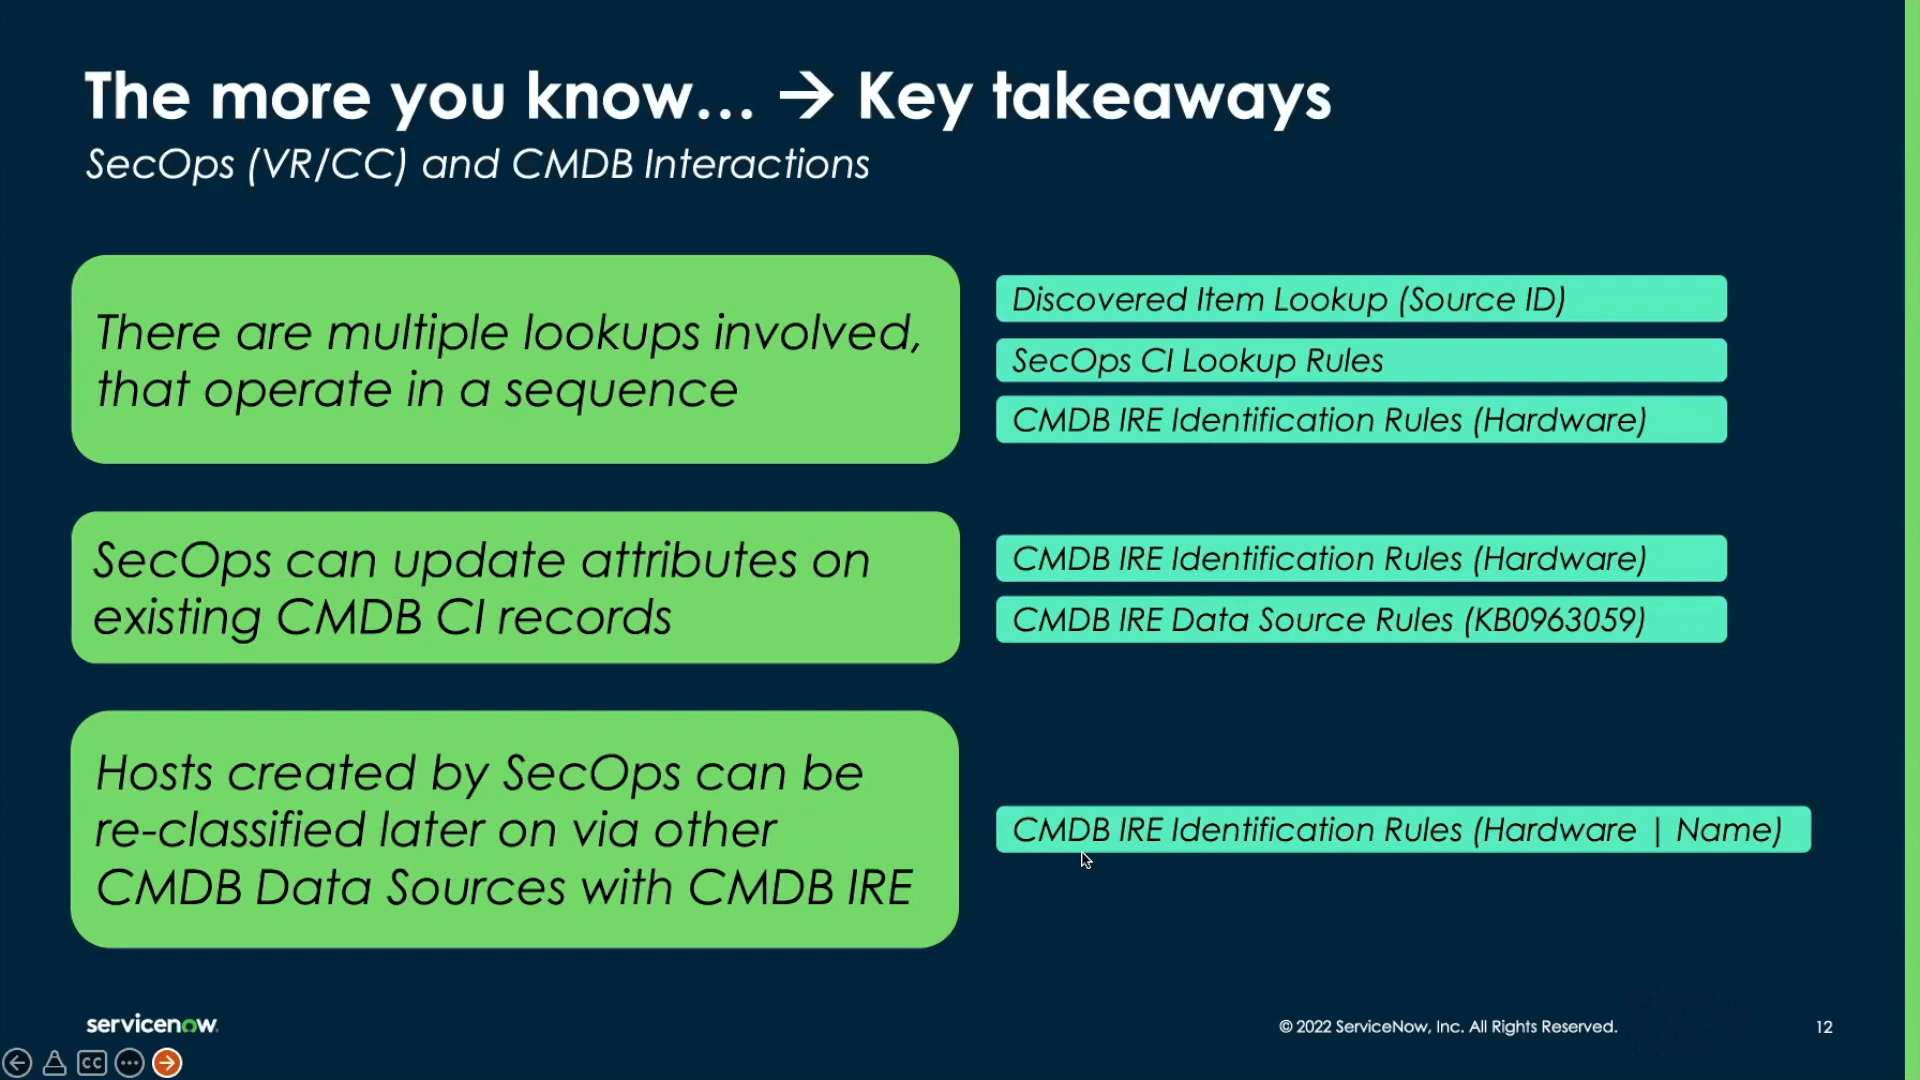 The more you know... → Key takeaways
SecOps (VR/CC) and CMDB Interactions
There are multiple lookups involved,
that operate in a sequence
Discovered Item Lookup (Source ID)
SecOps CI Lookup Rules
CMDB IRE Identification Rules (Hardware)
SecOps can update attributes on
existing CMDB CI records
CMDB IRE Identification Rules (Hardware)
CMDB IRE Data Source Rules (KB0963059)
Hosts created by SecOps can be
re-classified later on via other
CMDB Data Sources with CMDB IRE
CMDB IRE Identification Rules (Hardware | Name)
servicenow
© 2022 ServiceNow, Inc. All Rights Reserved.
12
CC